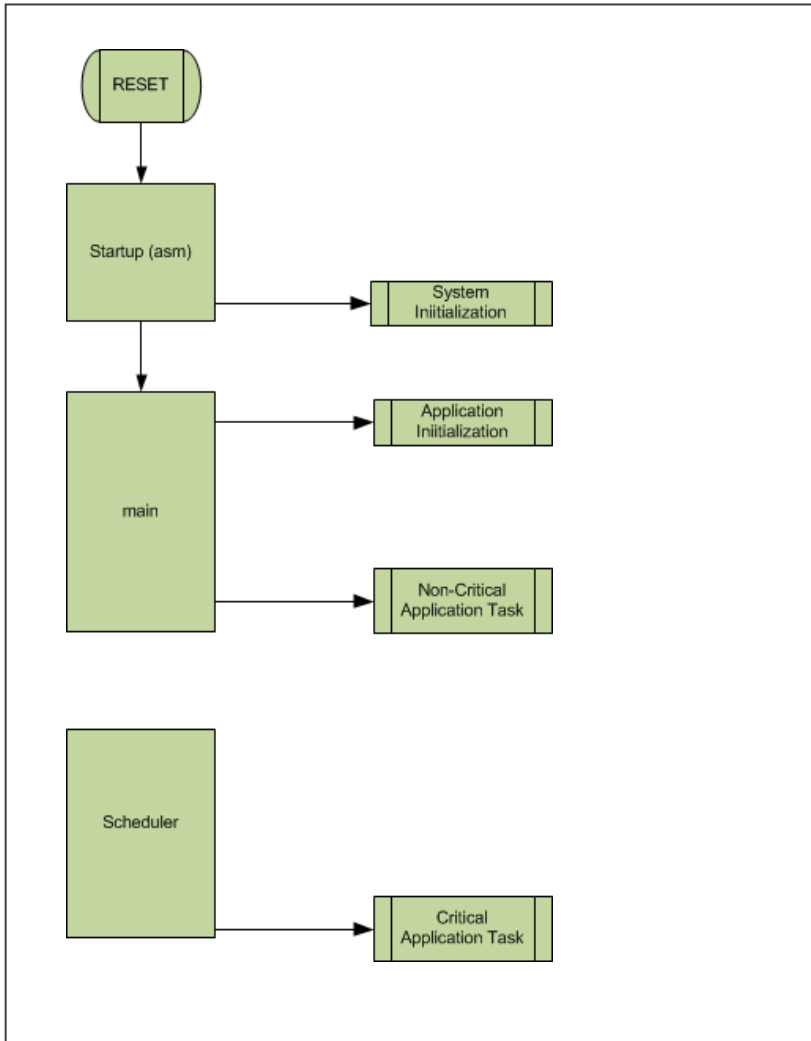 RESET
Startup (asm)
System
Iniitialization
Application
Iniitialization
main
Non-Critical
Application Task
Scheduler
Critical
Application Task